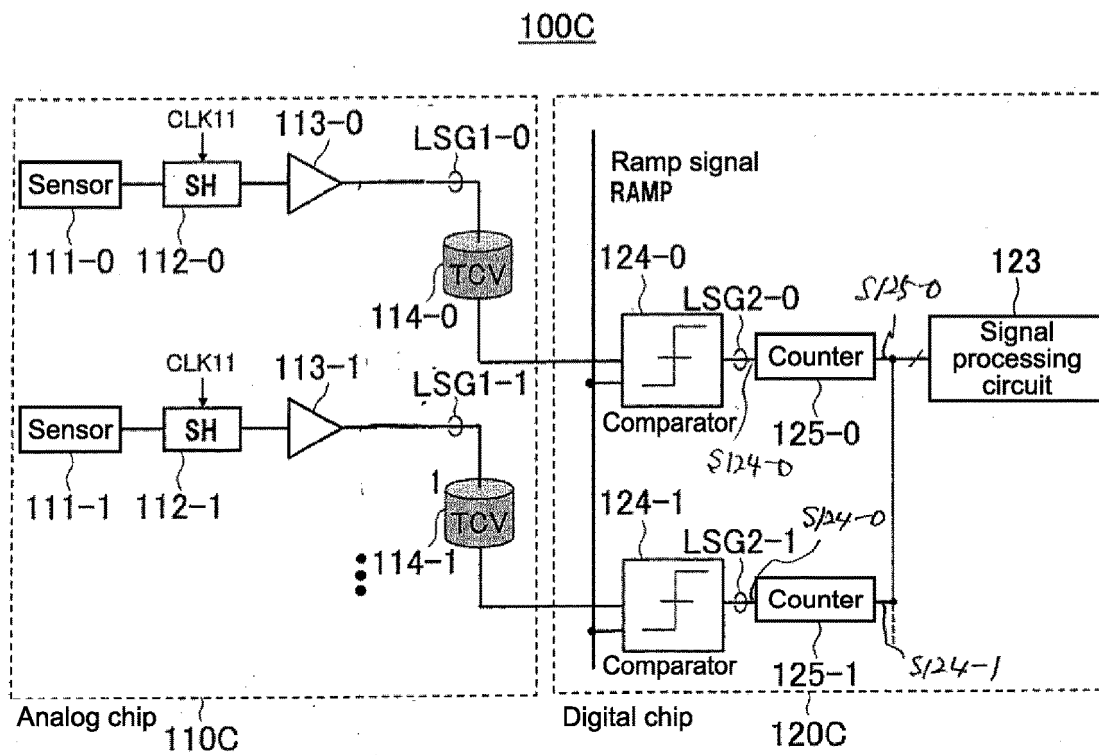 100C
CLK11
113-0
LSG1-0
Sensor
SH
111-0
112-0
TCV
114-0
Ramp signal
RAMP
124-0
LSG2-0
S125-0
123
Counter
Signal
processing
circuit
Comparator
S124-0
125-0
CLK11
113-1
LSG1-1
Sensor
SH
111-1
112-1
1
TCV
114-1
124-1
LSG2-1
S124-0
Counter
Comparator
125-1
S124-1
Analog chip
110C
Digital chip
120C